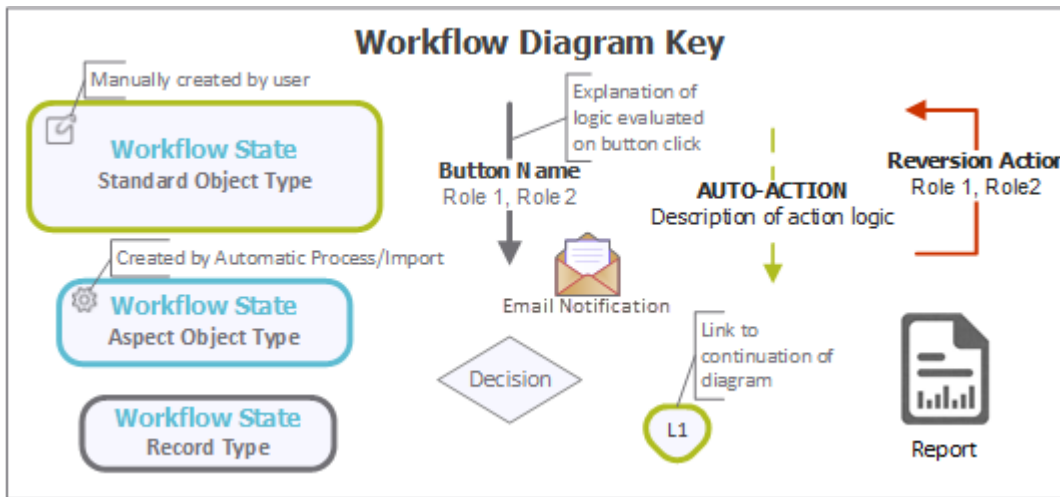 Workflow Diagram Key
Manually created by user
Workflow State
Standard Object Type
Created by Automatic Process/Import
Workflow State
Aspect Object Type
Workflow State
Record Type
Explanation of
logic evaluated
on button click
Button Name
Role 1, Role 2
Email Notification
Decision
AUTO-ACTION
Description of action logic
Link to
continuation of
diagram
L1
Reversion Action
Role 1, Role2
Report